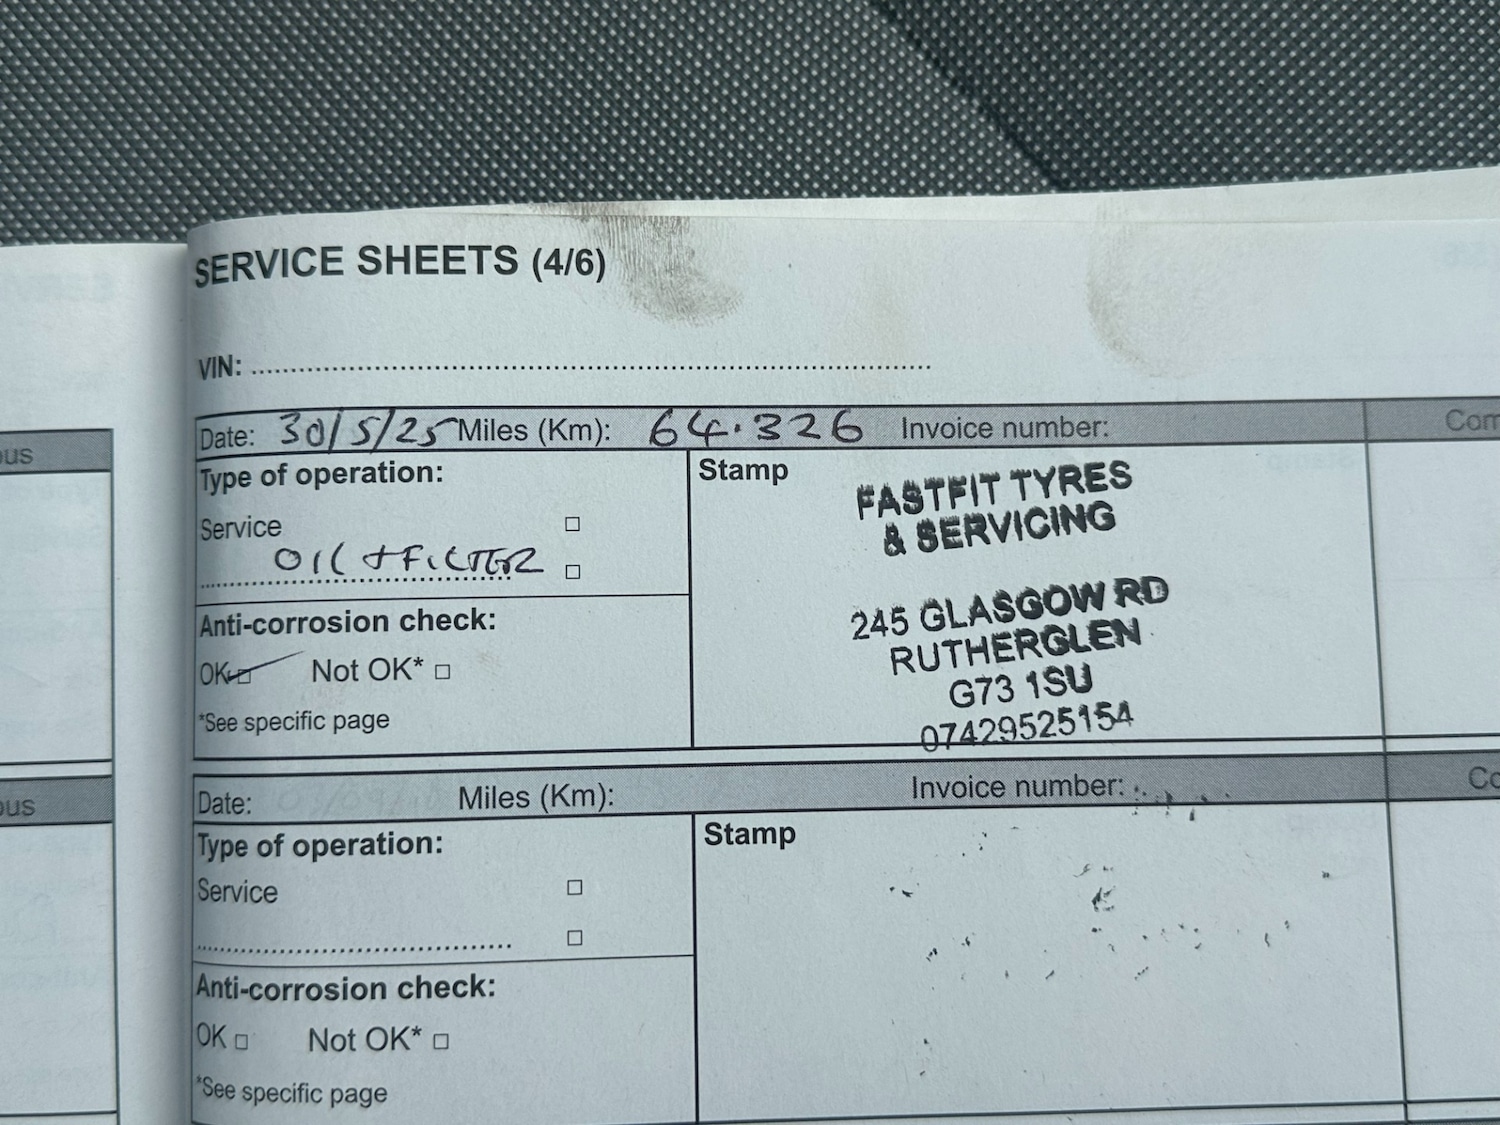 SERVICE SHEETS (4/6)
VIN: ................................................................
Date: 30/5/25 Miles (Km): 64.326 Invoice number:
Type of operation:
Service
OIL + FILTER
Anti-corrosion check:
OK Not OK*
*See specific page
Stamp
FASTFIT TYRES
& SERVICING
245 GLASGOW RD
RUTHERGLEN
G73 1SU
07429525154
Date: Miles (Km): Invoice number:
Type of operation:
Service
Anti-corrosion check:
OK Not OK*
*See specific page
Stamp